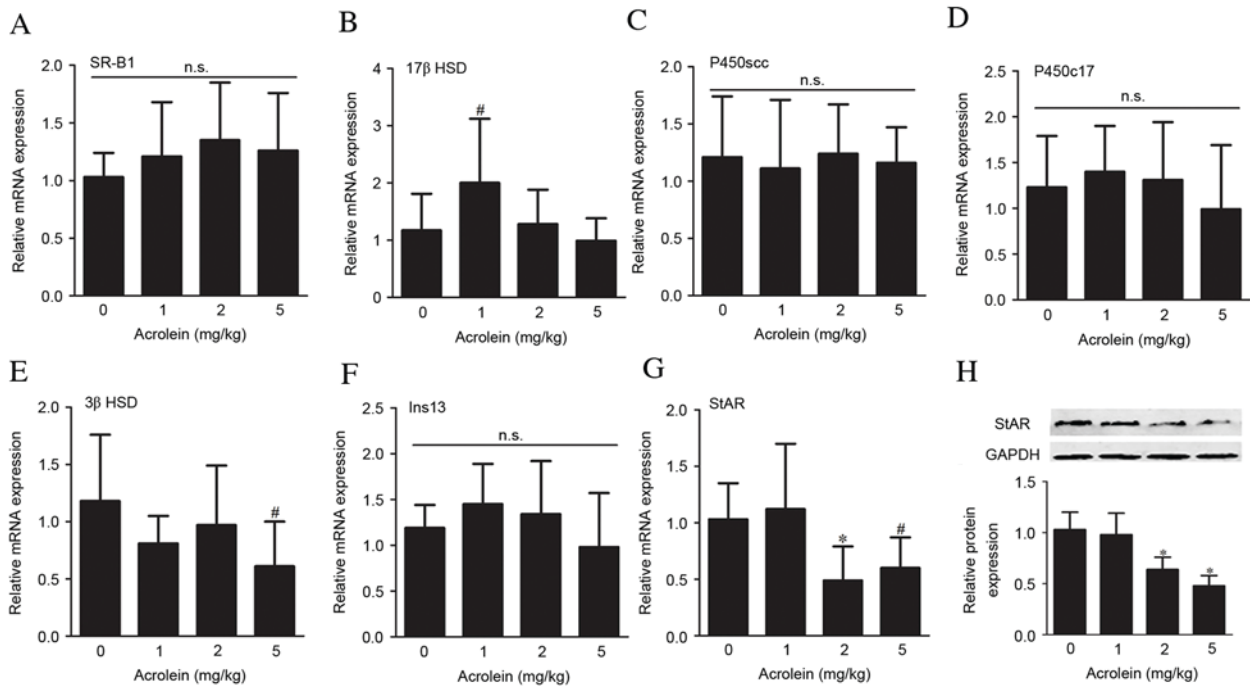 A
SR-B1
n.s.
Relative mRNA expression
2.0
1.5
1.0
0.5
0.0
0 1 2 5
Acrolein (mg/kg)
B
17β HSD
#
Relative mRNA expression
4
3
2
1
0
0 1 2 5
Acrolein (mg/kg)
C
P450scc
n.s.
Relative mRNA expression
2.0
1.5
1.0
0.5
0.0
0 1 2 5
Acrolein (mg/kg)
D
P450c17
n.s.
Relative mRNA expression
2.5
2.0
1.5
1.0
0.5
0.0
0 1 2 5
Acrolein (mg/kg)
E
3β HSD
#
Relative mRNA expression
2.0
1.5
1.0
0.5
0.0
0 1 2 5
Acrolein (mg/kg)
F
Ins13
n.s.
Relative mRNA expression
2.5
2.0
1.5
1.0
0.5
0.0
0 1 2 5
Acrolein (mg/kg)
G
StAR
* #
Relative mRNA expression
2.0
1.5
1.0
0.5
0.0
0 1 2 5
Acrolein (mg/kg)
H
StAR
GAPDH
* *
Relative protein
expression
1.5
1.0
0.5
0.0
0 1 2 5
Acrolein (mg/kg)